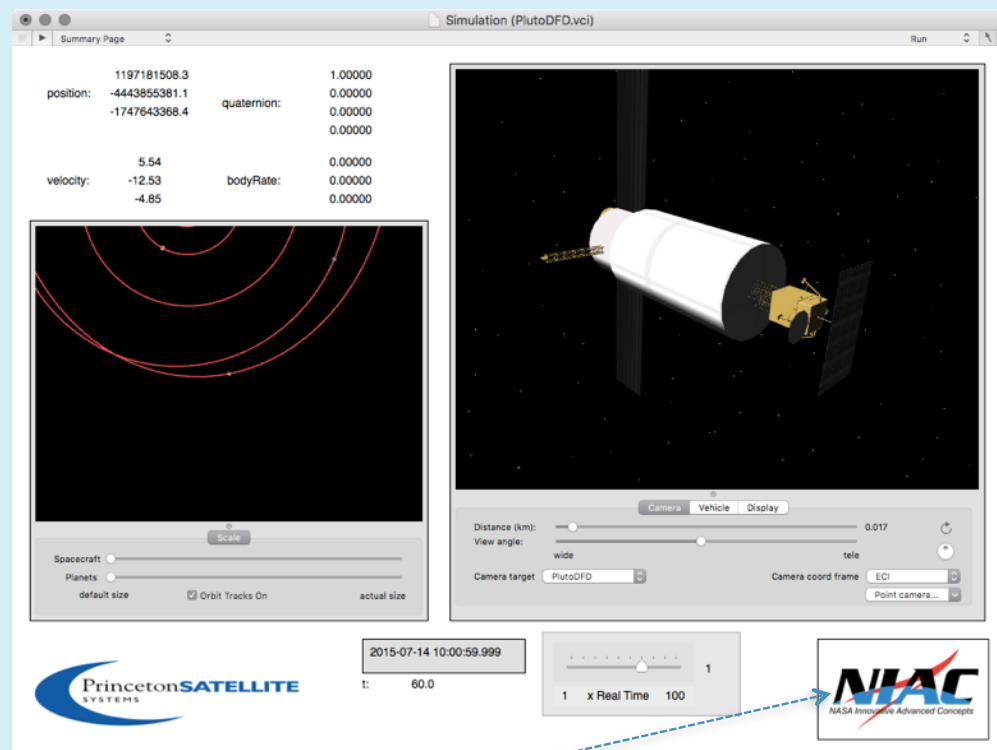 Simulation (PlutoDFD.vci)
Summary Page
Run
position:
1197181508.3
-4443855381.1
-1747643368.4
quaternion:
1.00000
0.00000
0.00000
0.00000
velocity:
5.54
-12.53
-4.85
bodyRate:
0.00000
0.00000
0.00000
Scale
Spacecraft
Planets
default size
Orbit Tracks On
actual size
Camera Vehicle Display
Distance (km):
0.017
View angle:
wide
tele
Camera target
PlutoDFD
Camera coord frame
ECI
Point camera...
2015-07-14 10:00:59.999
t: 60.0
1
1 x Real Time 100
PrincetonSATELLITE
SYSTEMS
NIAC
NASA Innovative Advanced Concepts